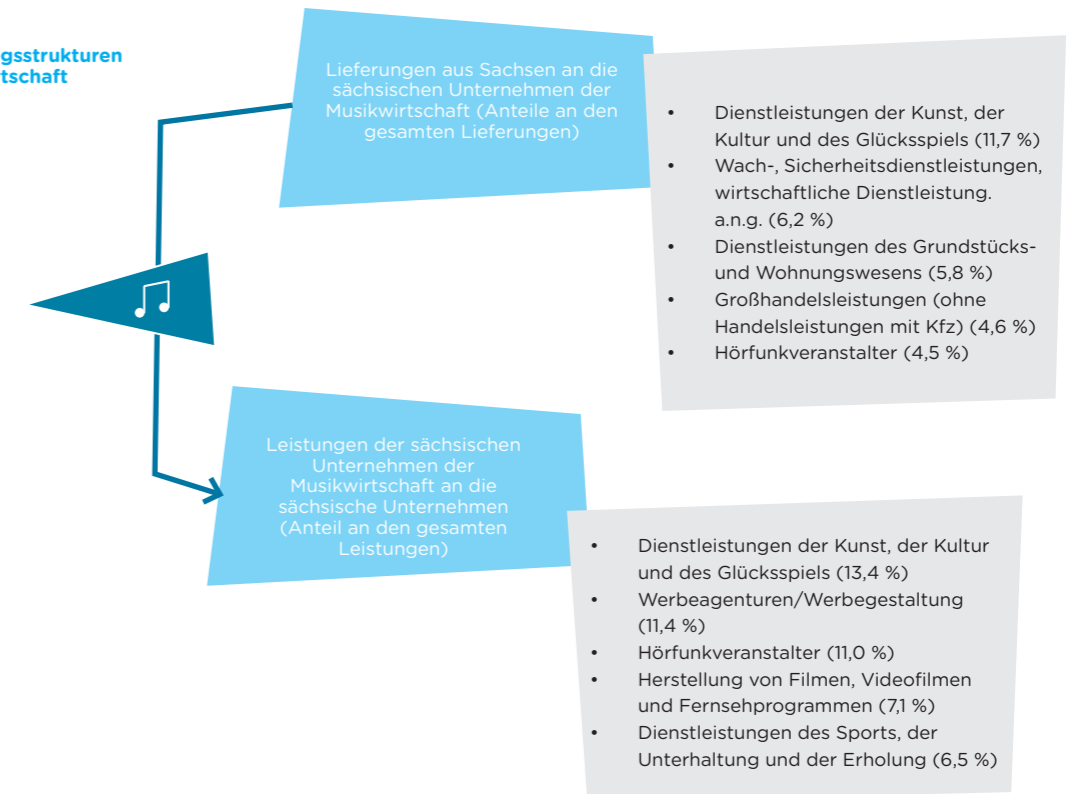 gsstrukturen
tschaft
Lieferungen aus Sachsen an die
sächsischen Unternehmen der
Musikwirtschaft (Anteile an den
gesamten Lieferungen)
• Dienstleistungen der Kunst, der
Kultur und des Glücksspiels (11,7 %)
• Wach-, Sicherheitsdienstleistungen,
wirtschaftliche Dienstleistung.
a.n.g. (6,2 %)
• Dienstleistungen des Grundstücks-
und Wohnungswesens (5,8 %)
• Großhandelsleistungen (ohne
Handelsleistungen mit Kfz) (4,6 %)
• Hörfunkveranstalter (4,5 %)
Leistungen der sächsischen
Unternehmen der
Musikwirtschaft an die
sächsische Unternehmen
(Anteil an den gesamten
Leistungen)
• Dienstleistungen der Kunst, der Kultur
und des Glücksspiels (13,4 %)
• Werbeagenturen/Werbegestaltung
(11,4 %)
• Hörfunkveranstalter (11,0 %)
• Herstellung von Filmen, Videofilmen
und Fernsehprogrammen (7,1 %)
• Dienstleistungen des Sports, der
Unterhaltung und der Erholung (6,5 %)